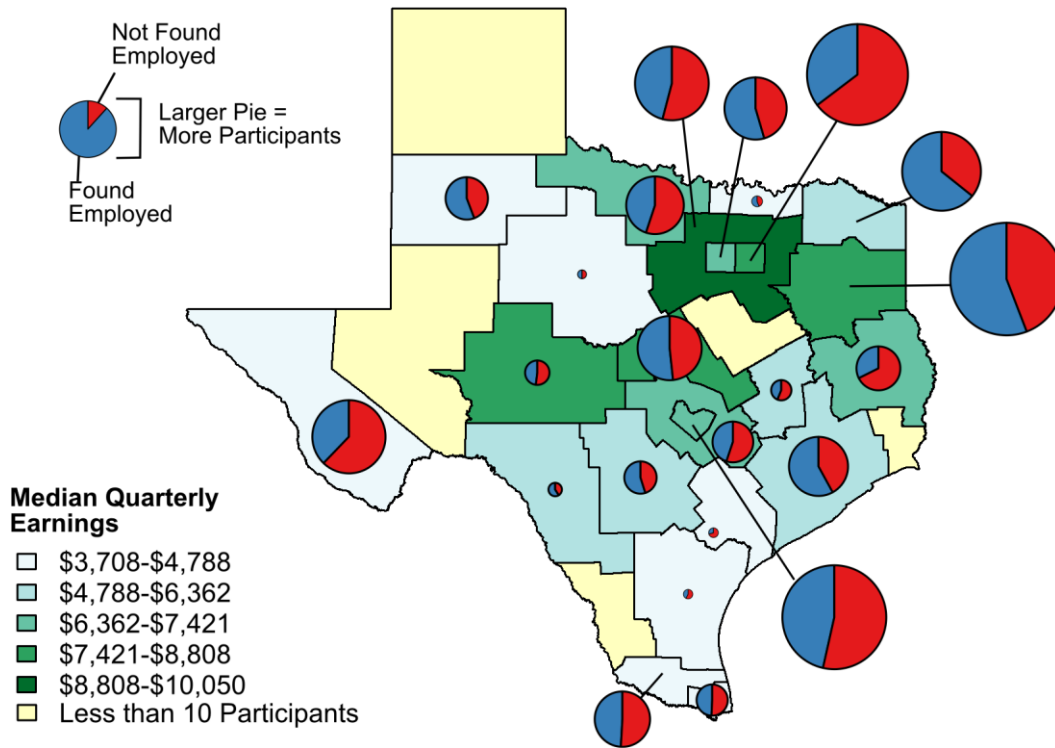 Not Found
Employed
Larger Pie =
More Participants
Found
Employed
Median Quarterly
Earnings
$3,708-$4,788
$4,788-$6,362
$6,362-$7,421
$7,421-$8,808
$8,808-$10,050
Less than 10 Participants